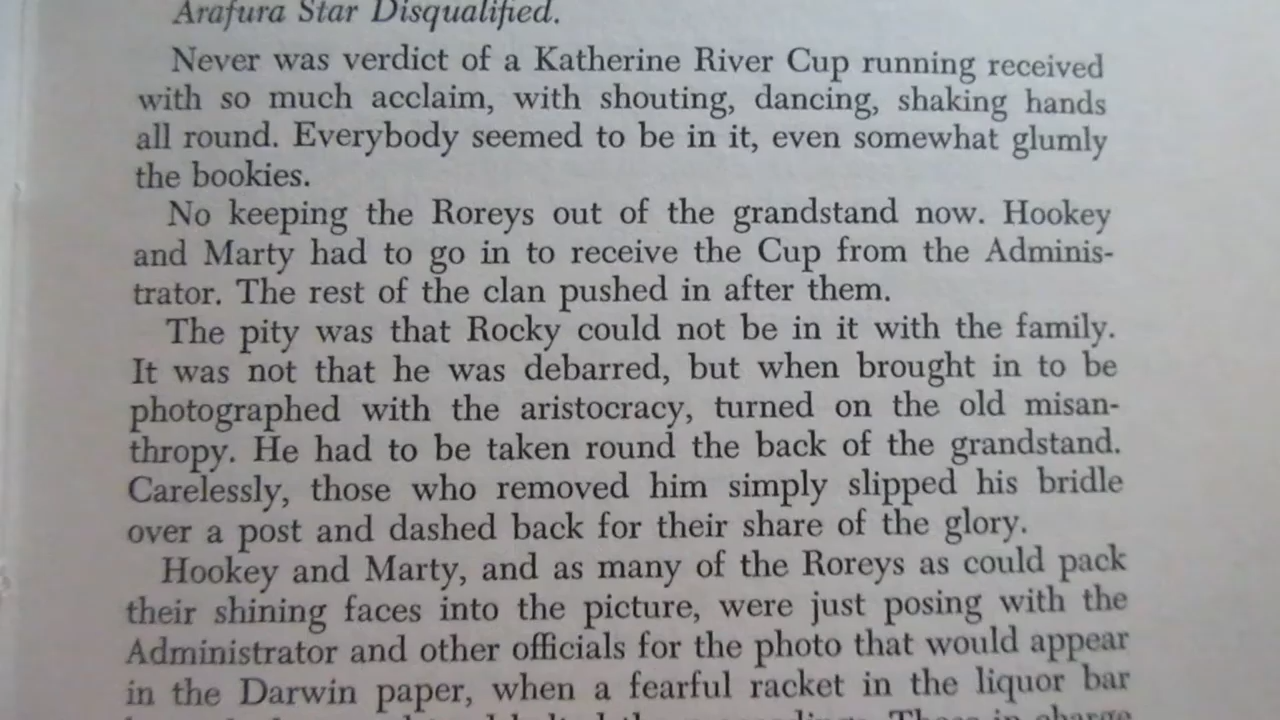 Arafura Star Disqualified.
Never was verdict of a Katherine River Cup running received
with so much acclaim, with shouting, dancing, shaking hands
all round. Everybody seemed to be in it, even somewhat glumly
the bookies.
No keeping the Roreys out of the grandstand now. Hookey
and Marty had to go in to receive the Cup from the Adminis-
trator. The rest of the clan pushed in after them.
The pity was that Rocky could not be in it with the family.
It was not that he was debarred, but when brought in to be
photographed with the aristocracy, turned on the old misan-
thropy. He had to be taken round the back of the grandstand.
Carelessly, those who removed him simply slipped his bridle
over a post and dashed back for their share of the glory.
Hookey and Marty, and as many of the Roreys as could pack
their shining faces into the picture, were just posing with the
Administrator and other officials for the photo that would appear
in the Darwin paper, when a fearful racket in the liquor bar